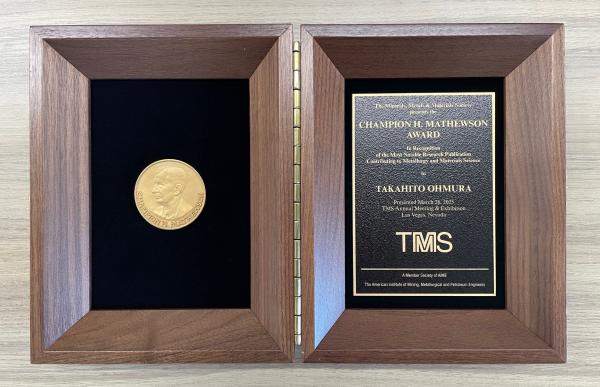 CHAMPION H. MATHEWSON
The Minerals, Metals & Materials Society
presents the
CHAMPION H. MATHEWSON
AWARD
In Recognition
of the Most Notable Research Publication
Contributing to Metallurgy and Materials Science
to
TAKAHITO OHMURA
Presented March 26, 2025
TMS Annual Meeting & Exhibition
Las Vegas, Nevada
TMS
A Member Society of AIME
The American Institute of Mining, Metallurgical and Petroleum Engineers